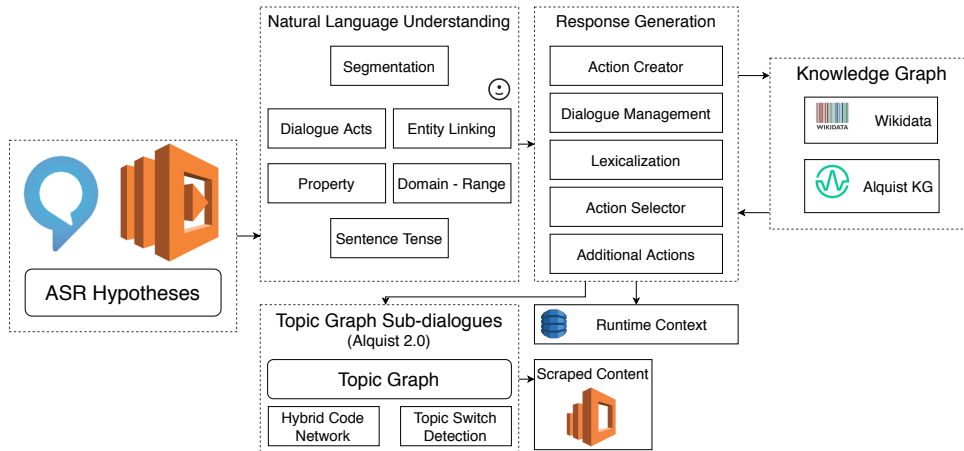 Natural Language Understanding
Segmentation
Dialogue Acts
Entity Linking
Property
Domain - Range
Sentence Tense
Response Generation
Action Creator
Dialogue Management
Lexicalization
Action Selector
Additional Actions
Knowledge Graph
WIKIDATA
Wikidata
Alquist KG
ASR Hypotheses
Topic Graph Sub-dialogues
(Alquist 2.0)
Topic Graph
Hybrid Code
Network
Topic Switch
Detection
Runtime Context
Scraped Content